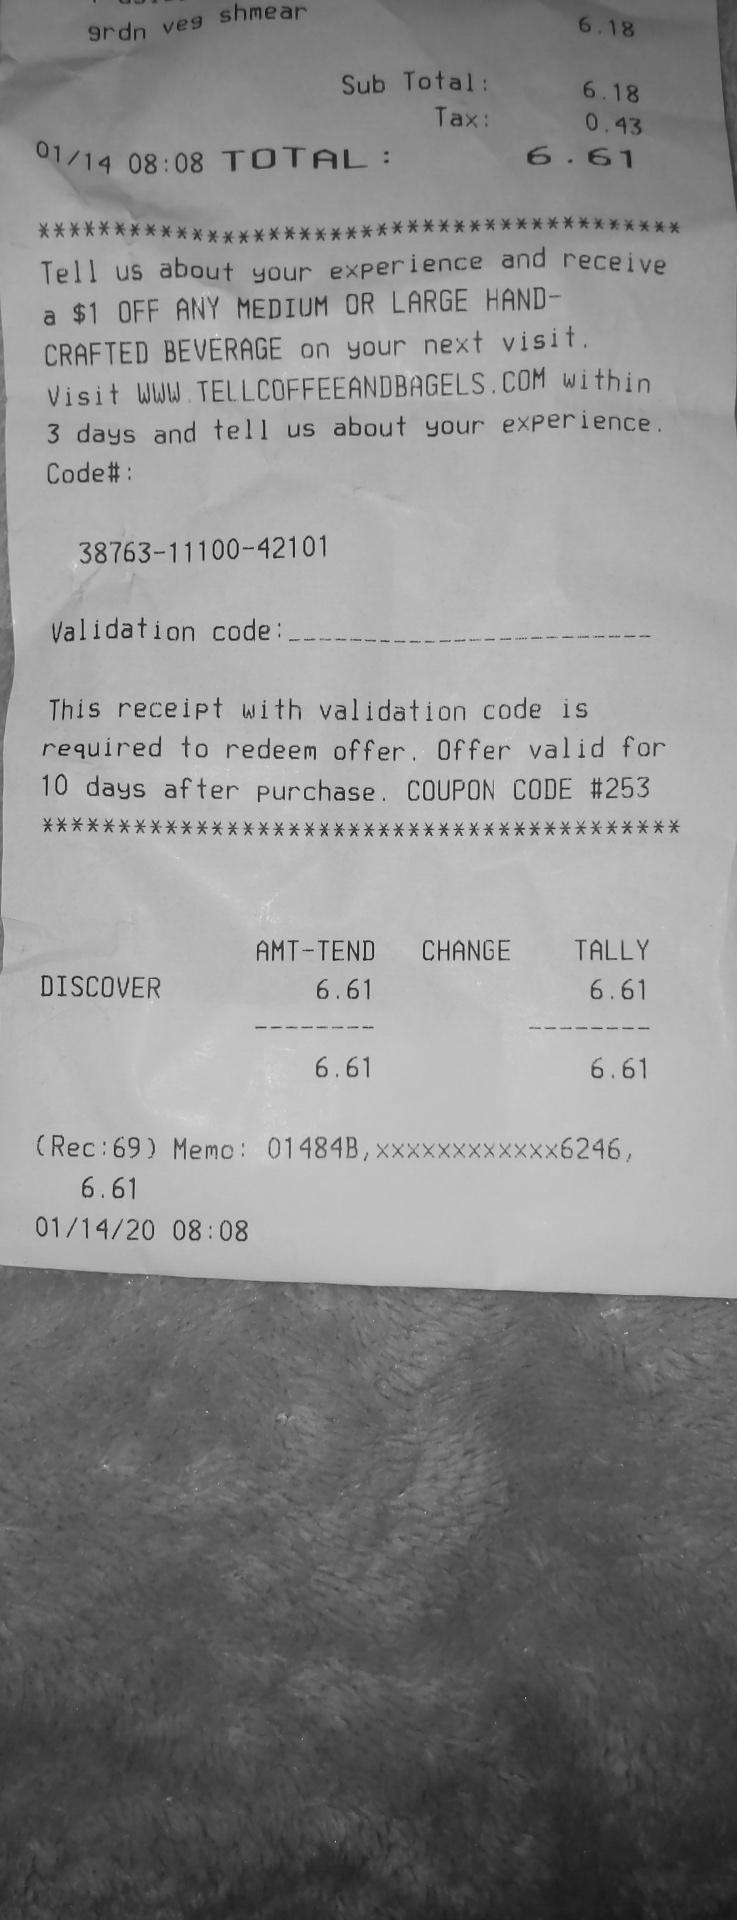 grdn veg shmear 6.18
Sub Total: 6.18
Tax: 0.43
01/14 08:08 TOTAL: 6.61
******************************************
Tell us about your experience and receive
a $1 OFF ANY MEDIUM OR LARGE HAND-
CRAFTED BEVERAGE on your next visit.
Visit WWW.TELLCOFFEEANDBAGELS.COM within
3 days and tell us about your experience.
Code#:
38763-11100-42101
Validation code:________________________
This receipt with validation code is
required to redeem offer. Offer valid for
10 days after purchase. COUPON CODE #253
******************************************
AMT-TEND CHANGE TALLY
DISCOVER 6.61 6.61
-------- --------
6.61 6.61
(Rec:69) Memo: 01484B,xxxxxxxxxxxx6246,
6.61
01/14/20 08:08